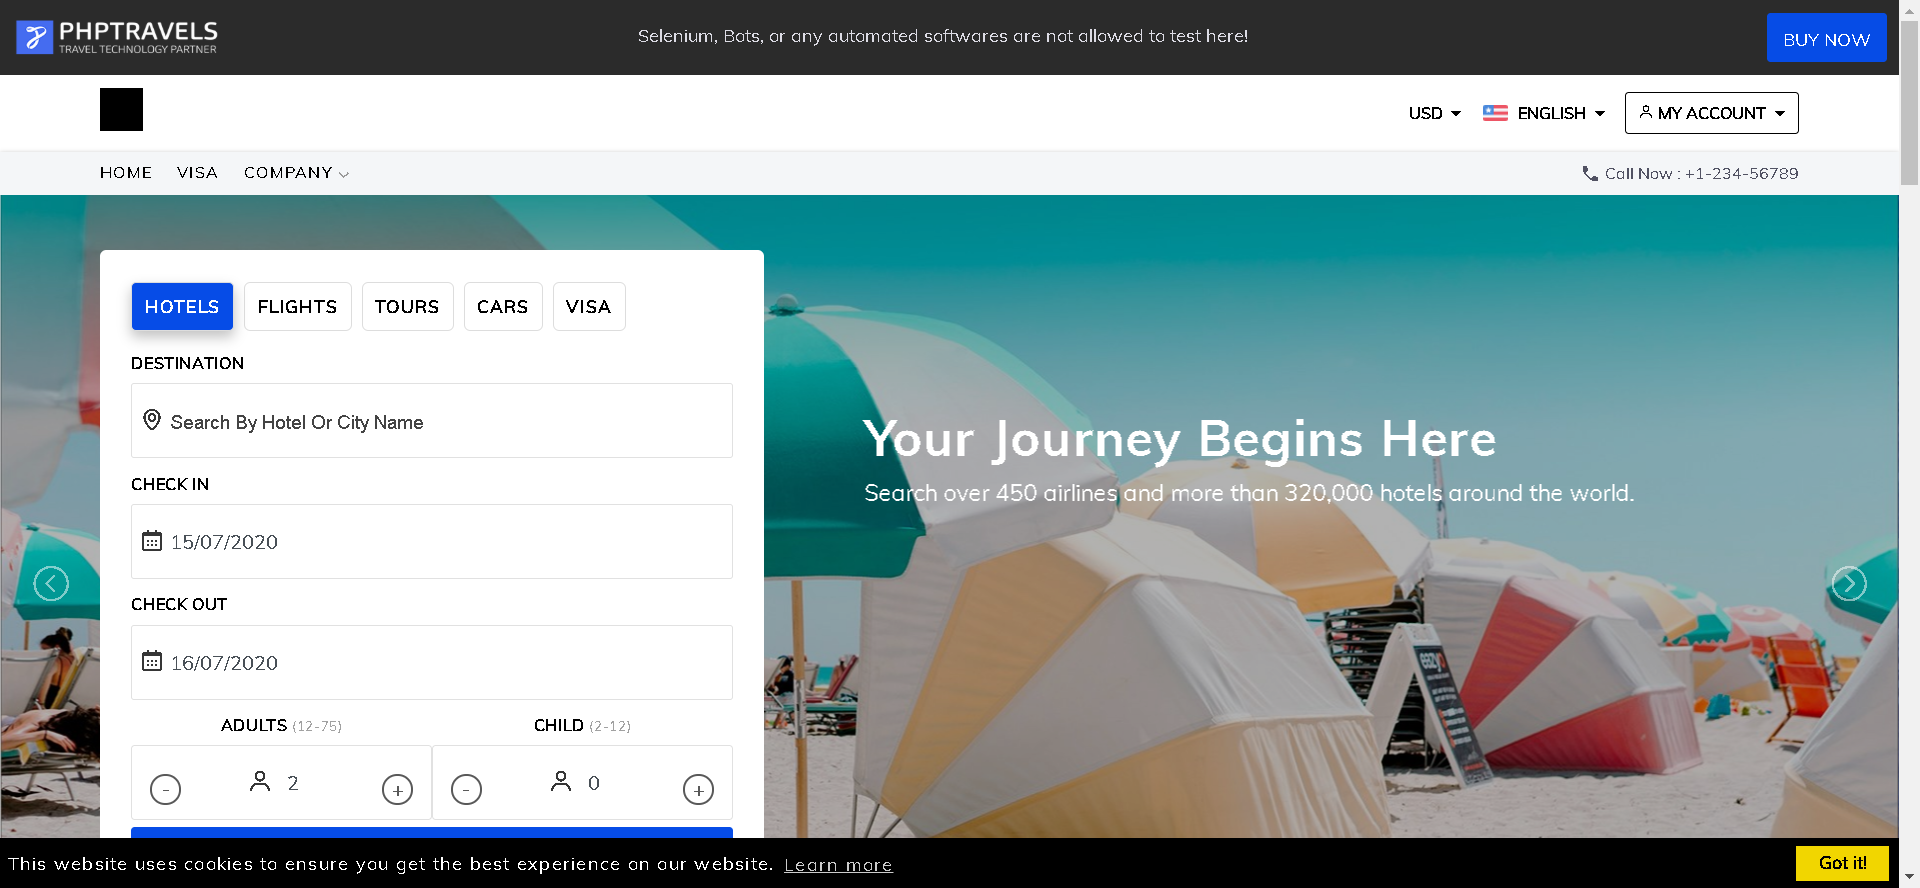 PHPTRAVELS
TRAVEL TECHNOLOGY PARTNER
Selenium, Bots, or any automated softwares are not allowed to test here!
BUY NOW
USD
ENGLISH
MY ACCOUNT
HOME
VISA
COMPANY
Call Now : +1-234-56789
HOTELS
FLIGHTS
TOURS
CARS
VISA
DESTINATION
Search By Hotel Or City Name
CHECK IN
15/07/2020
CHECK OUT
16/07/2020
ADULTS (12-75)
CHILD (2-12)
- 2 +
- 0 +
Your Journey Begins Here
Search over 450 airlines and more than 320,000 hotels around the world.
This website uses cookies to ensure you get the best experience on our website. Learn more
Got it!